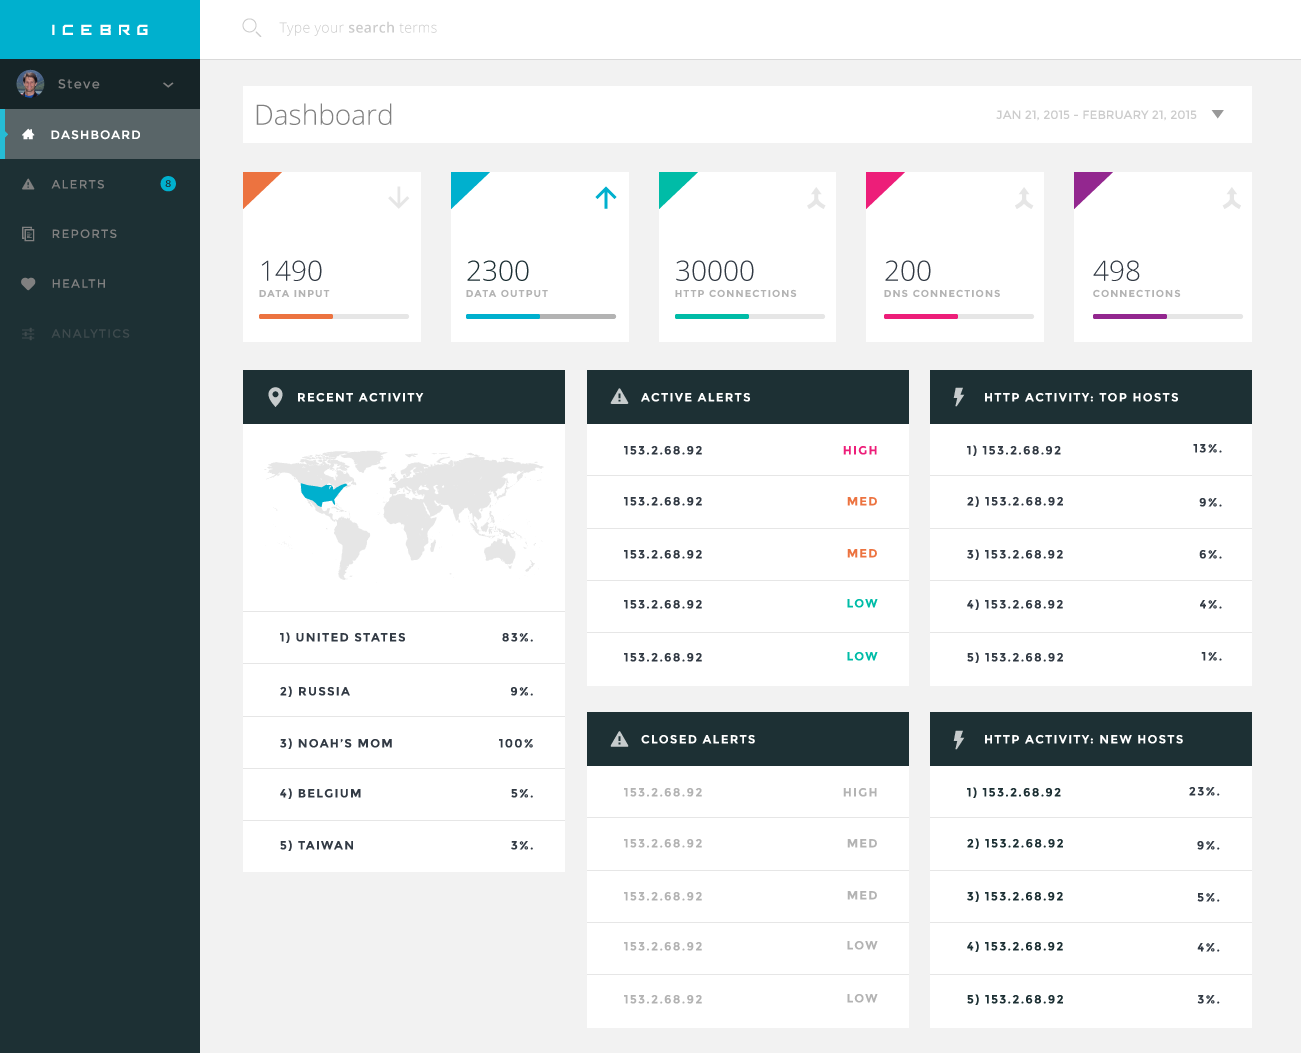 ICEBRG
Type your search terms
Steve
DASHBOARD
ALERTS 8
REPORTS
HEALTH
ANALYTICS
Dashboard
JAN 21, 2015 - FEBRUARY 21, 2015
1490
DATA INPUT
2300
DATA OUTPUT
30000
HTTP CONNECTIONS
200
DNS CONNECTIONS
498
CONNECTIONS
RECENT ACTIVITY
1) UNITED STATES 83%.
2) RUSSIA 9%.
3) NOAH'S MOM 100%
4) BELGIUM 5%.
5) TAIWAN 3%.
ACTIVE ALERTS
153.2.68.92 HIGH
153.2.68.92 MED
153.2.68.92 MED
153.2.68.92 LOW
153.2.68.92 LOW
CLOSED ALERTS
153.2.68.92 HIGH
153.2.68.92 MED
153.2.68.92 MED
153.2.68.92 LOW
153.2.68.92 LOW
HTTP ACTIVITY: TOP HOSTS
1) 153.2.68.92 13%.
2) 153.2.68.92 9%.
3) 153.2.68.92 6%.
4) 153.2.68.92 4%.
5) 153.2.68.92 1%.
HTTP ACTIVITY: NEW HOSTS
1) 153.2.68.92 23%.
2) 153.2.68.92 9%.
3) 153.2.68.92 5%.
4) 153.2.68.92 4%.
5) 153.2.68.92 3%.